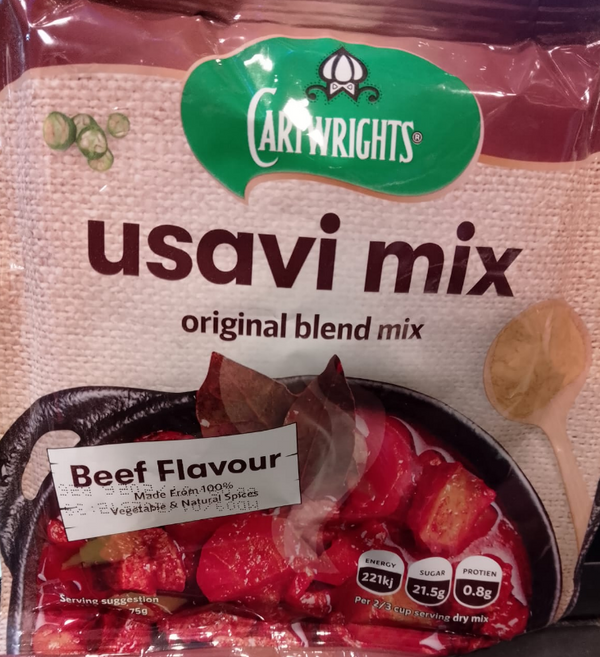 CARTWRIGHTS®
usavi mix
original blend mix
Beef Flavour
Made From 100%
Vegetable & Natural Spices
ENERGY
221kj
SUGAR
21.5g
PROTIEN
0.8g
Per 2/3 cup serving dry mix
Serving suggestion
75g